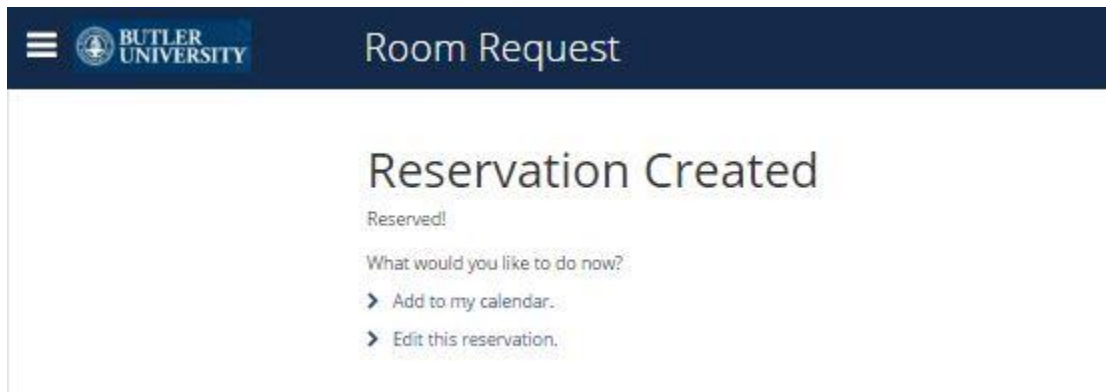 BUTLER
UNIVERSITY
Room Request
Reservation Created
Reserved!
What would you like to do now?
Add to my calendar.
Edit this reservation.